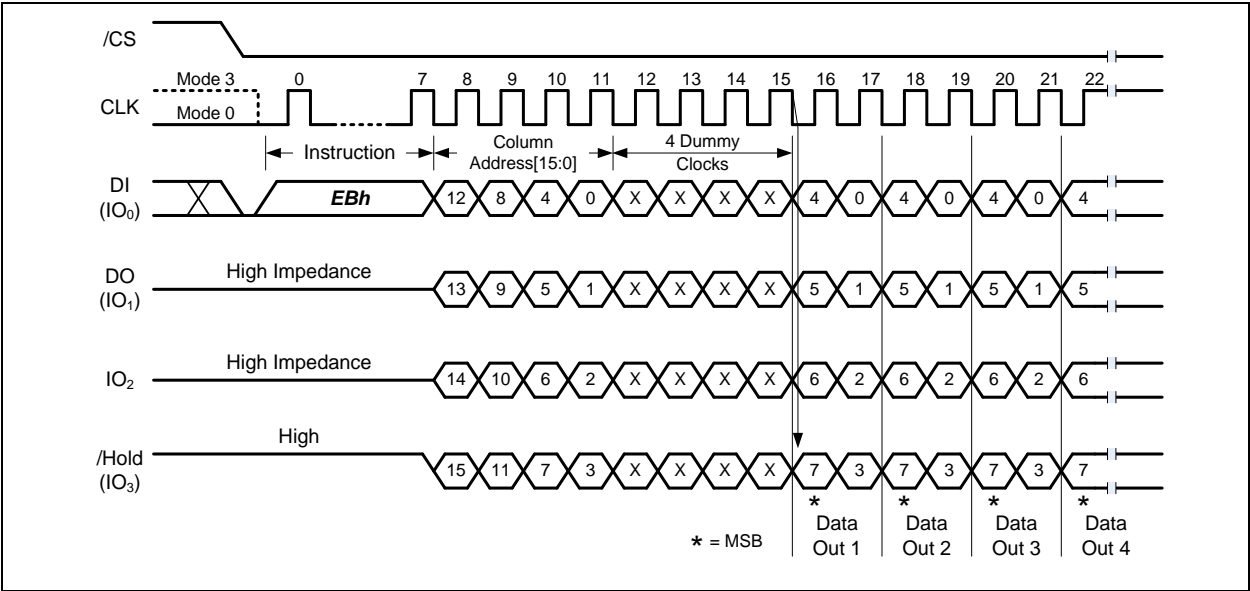 /CS
Mode 3 0 7 8 9 10 11 12 13 14 15 16 17 18 19 20 21 22
CLK
Mode 0
Instruction
Column
Address[15:0]
4 Dummy
Clocks
DI
(IO0)
EBh 12 8 4 0 X X X X 4 0 4 0 4 0 4
DO
(IO1)
High Impedance
13 9 5 1 X X X X 5 1 5 1 5 1 5
IO2
High Impedance
14 10 6 2 X X X X 6 2 6 2 6 2 6
/Hold
(IO3)
High
15 11 7 3 X X X X 7 3 7 3 7 3 7
* * * *
* = MSB
Data
Out 1
Data
Out 2
Data
Out 3
Data
Out 4